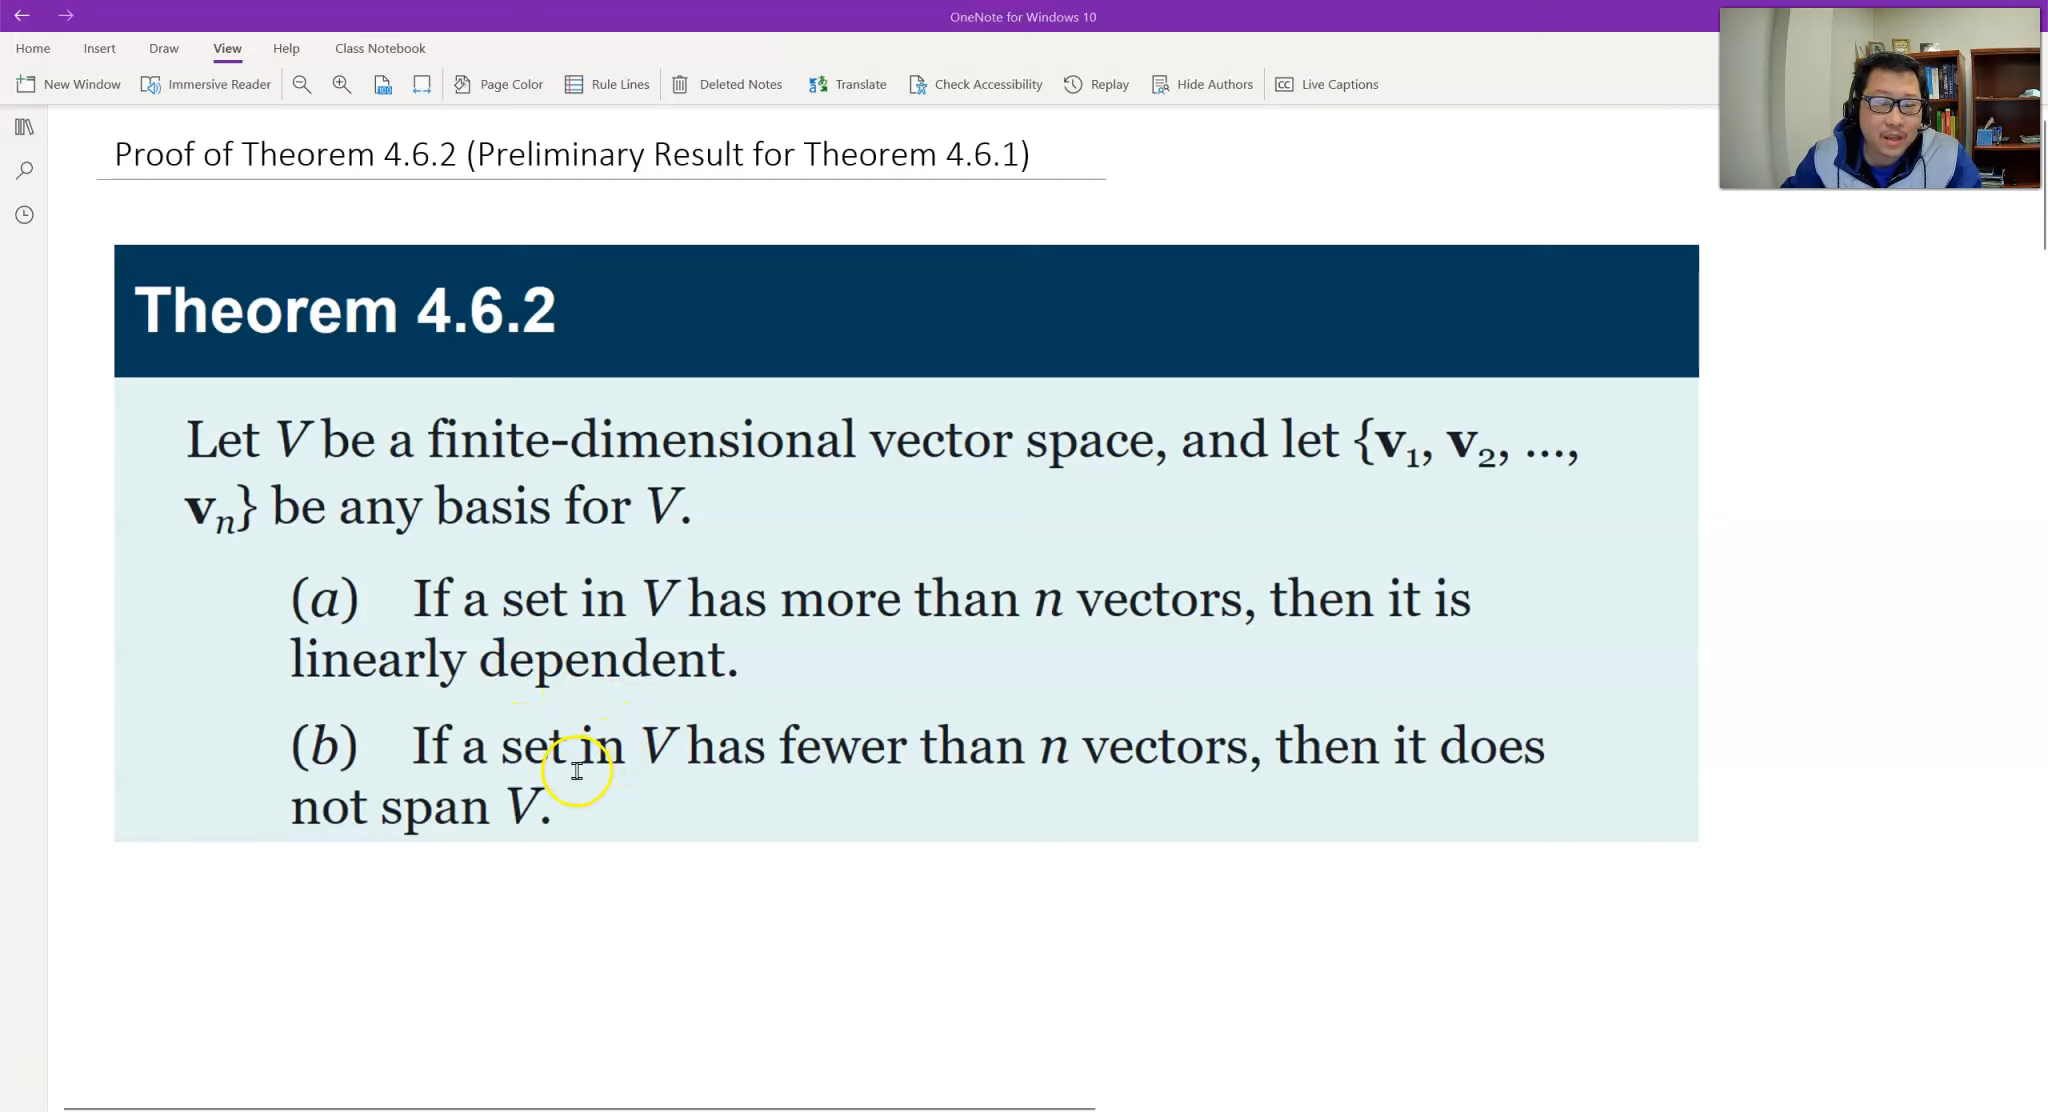 OneNote for Windows 10
Home Insert Draw View Help Class Notebook
New Window Immersive Reader 100 Page Color Rule Lines Deleted Notes Translate Check Accessibility Replay Hide Authors CC Live Captions
Proof of Theorem 4.6.2 (Preliminary Result for Theorem 4.6.1)
Theorem 4.6.2
Let V be a finite-dimensional vector space, and let {v₁, v₂, ...,
vₙ} be any basis for V.
(a) If a set in V has more than n vectors, then it is
linearly dependent.
(b) If a set in V has fewer than n vectors, then it does
not span V.